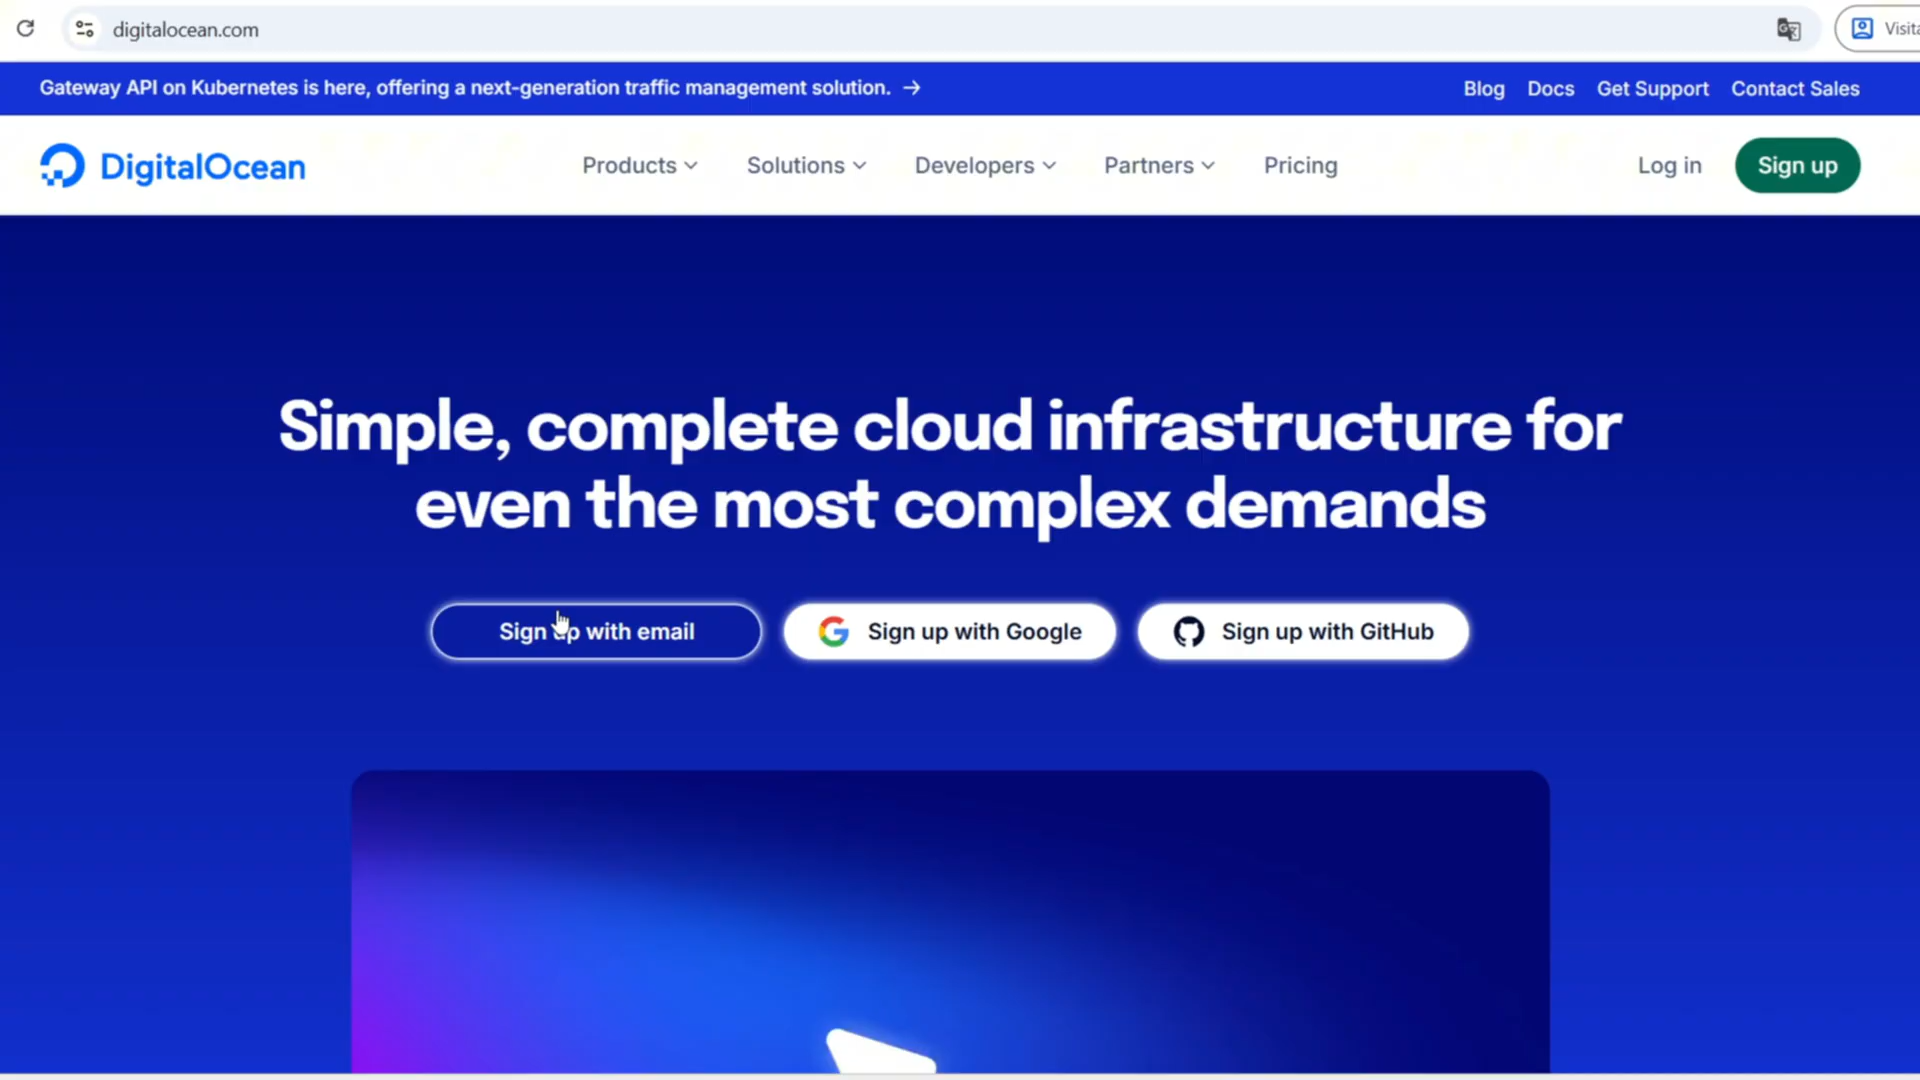 digitalocean.com
Gateway API on Kubernetes is here, offering a next-generation traffic management solution. →
Blog Docs Get Support Contact Sales
DigitalOcean
Products Solutions Developers Partners Pricing
Log in Sign up
Simple, complete cloud infrastructure for
even the most complex demands
Sign up with email
Sign up with Google
Sign up with GitHub